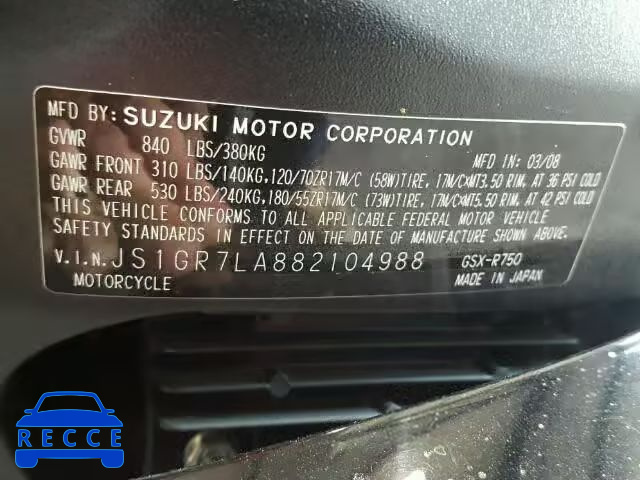 MFD BY: SUZUKI MOTOR CORPORATION
GVWR 840 LBS/380KG MFD IN: 03/08
GAWR FRONT 310 LBS/140KG,120/70ZR17M/C (58W)TIRE, 17M/C×MT3.50 RIM, AT 36 PSI COLD
GAWR REAR 530 LBS/240KG,180/55ZR17M/C (73W)TIRE, 17M/C×MT5.50 RIM, AT 42 PSI COLD
THIS VEHICLE CONFORMS TO ALL APPLICABLE FEDERAL MOTOR VEHICLE
SAFETY STANDARDS IN EFFECT ON THE DATE OF MANUFACTURE SHOWN ABOVE.
V.I.N. JS1GR7LA882104988 GSX-R750
MOTORCYCLE MADE IN JAPAN
RECCE